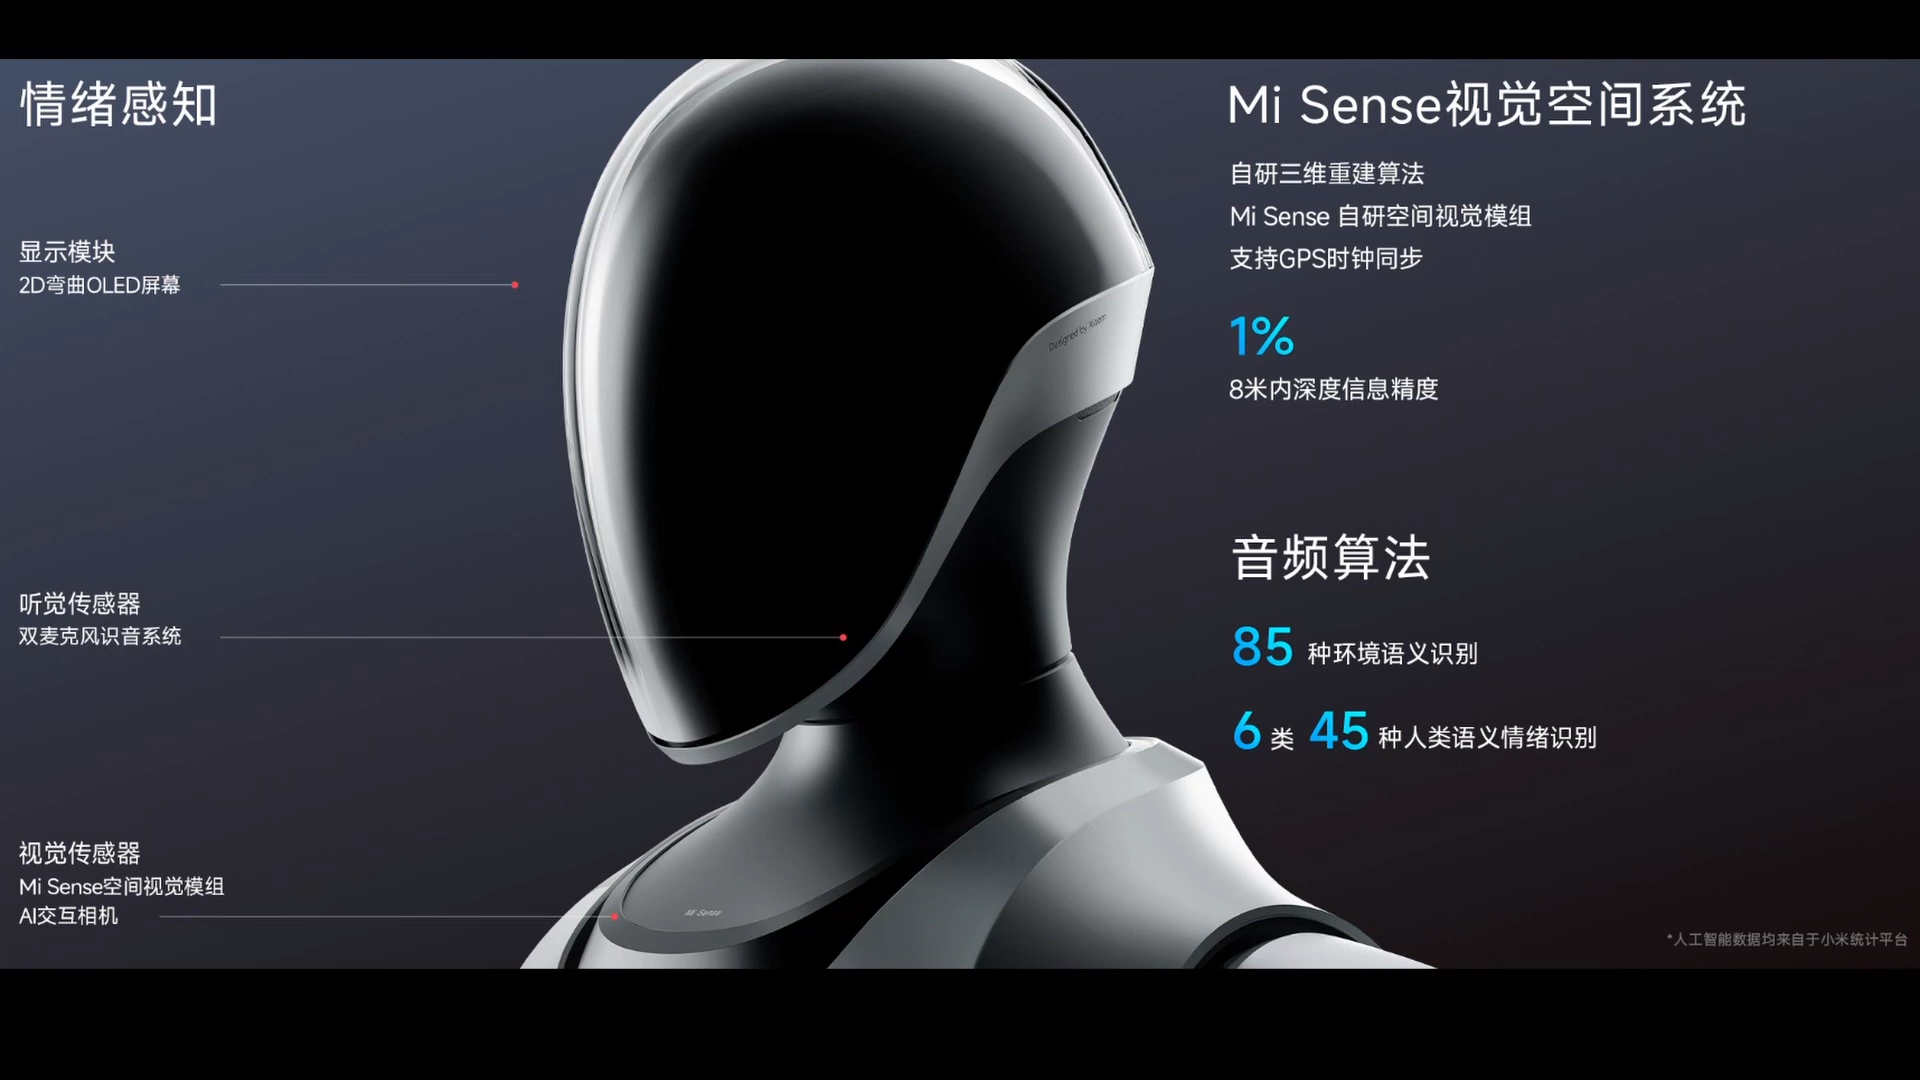 情绪感知
显示模块
2D弯曲OLED屏幕
听觉传感器
双麦克风识音系统
视觉传感器
Mi Sense空间视觉模组
AI交互相机
Designed by Xiaomi
Mi Sense
Mi Sense视觉空间系统
自研三维重建算法
Mi Sense 自研空间视觉模组
支持GPS时钟同步
1%
8米内深度信息精度
音频算法
85 种环境语义识别
6 类 45 种人类语义情绪识别
*人工智能数据均来自于小米统计平台